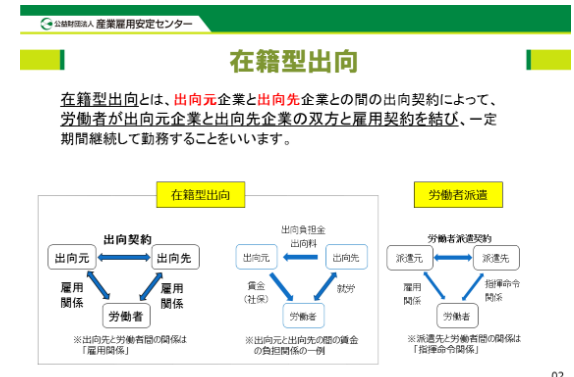 公益財団法人 産業雇用安定センター
在籍型出向
在籍型出向とは、出向元企業と出向先企業との間の出向契約によって、
労働者が出向元企業と出向先企業の双方と雇用契約を結び、一定
期間継続して勤務することをいいます。
在籍型出向
出向契約
出向元
出向先
雇用
関係
雇用
関係
労働者
※出向先と労働者間の関係は
「雇用関係」
出向負担金
出向料
出向元
出向先
賃金
(社保)
就労
労働者
※出向元と出向先の間の賃金
の負担関係の一例
労働者派遣
労働者派遣契約
派遣元
派遣先
雇用
関係
指揮命令
関係
労働者
※派遣先と労働者間の関係は
「指揮命令関係」
02